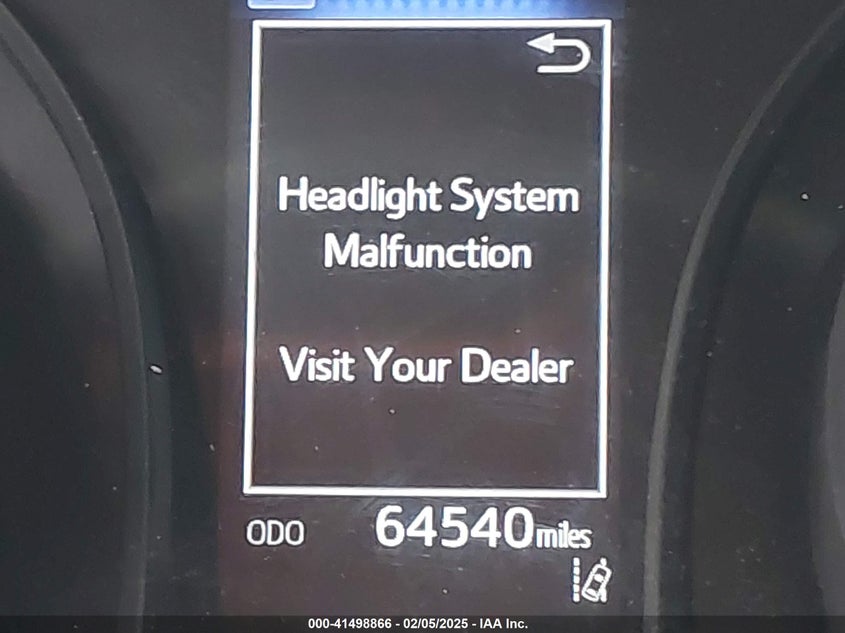 Headlight System
Malfunction
Visit Your Dealer
ODO 64540 miles
000-41498866 - 02/05/2025 - IAA Inc.